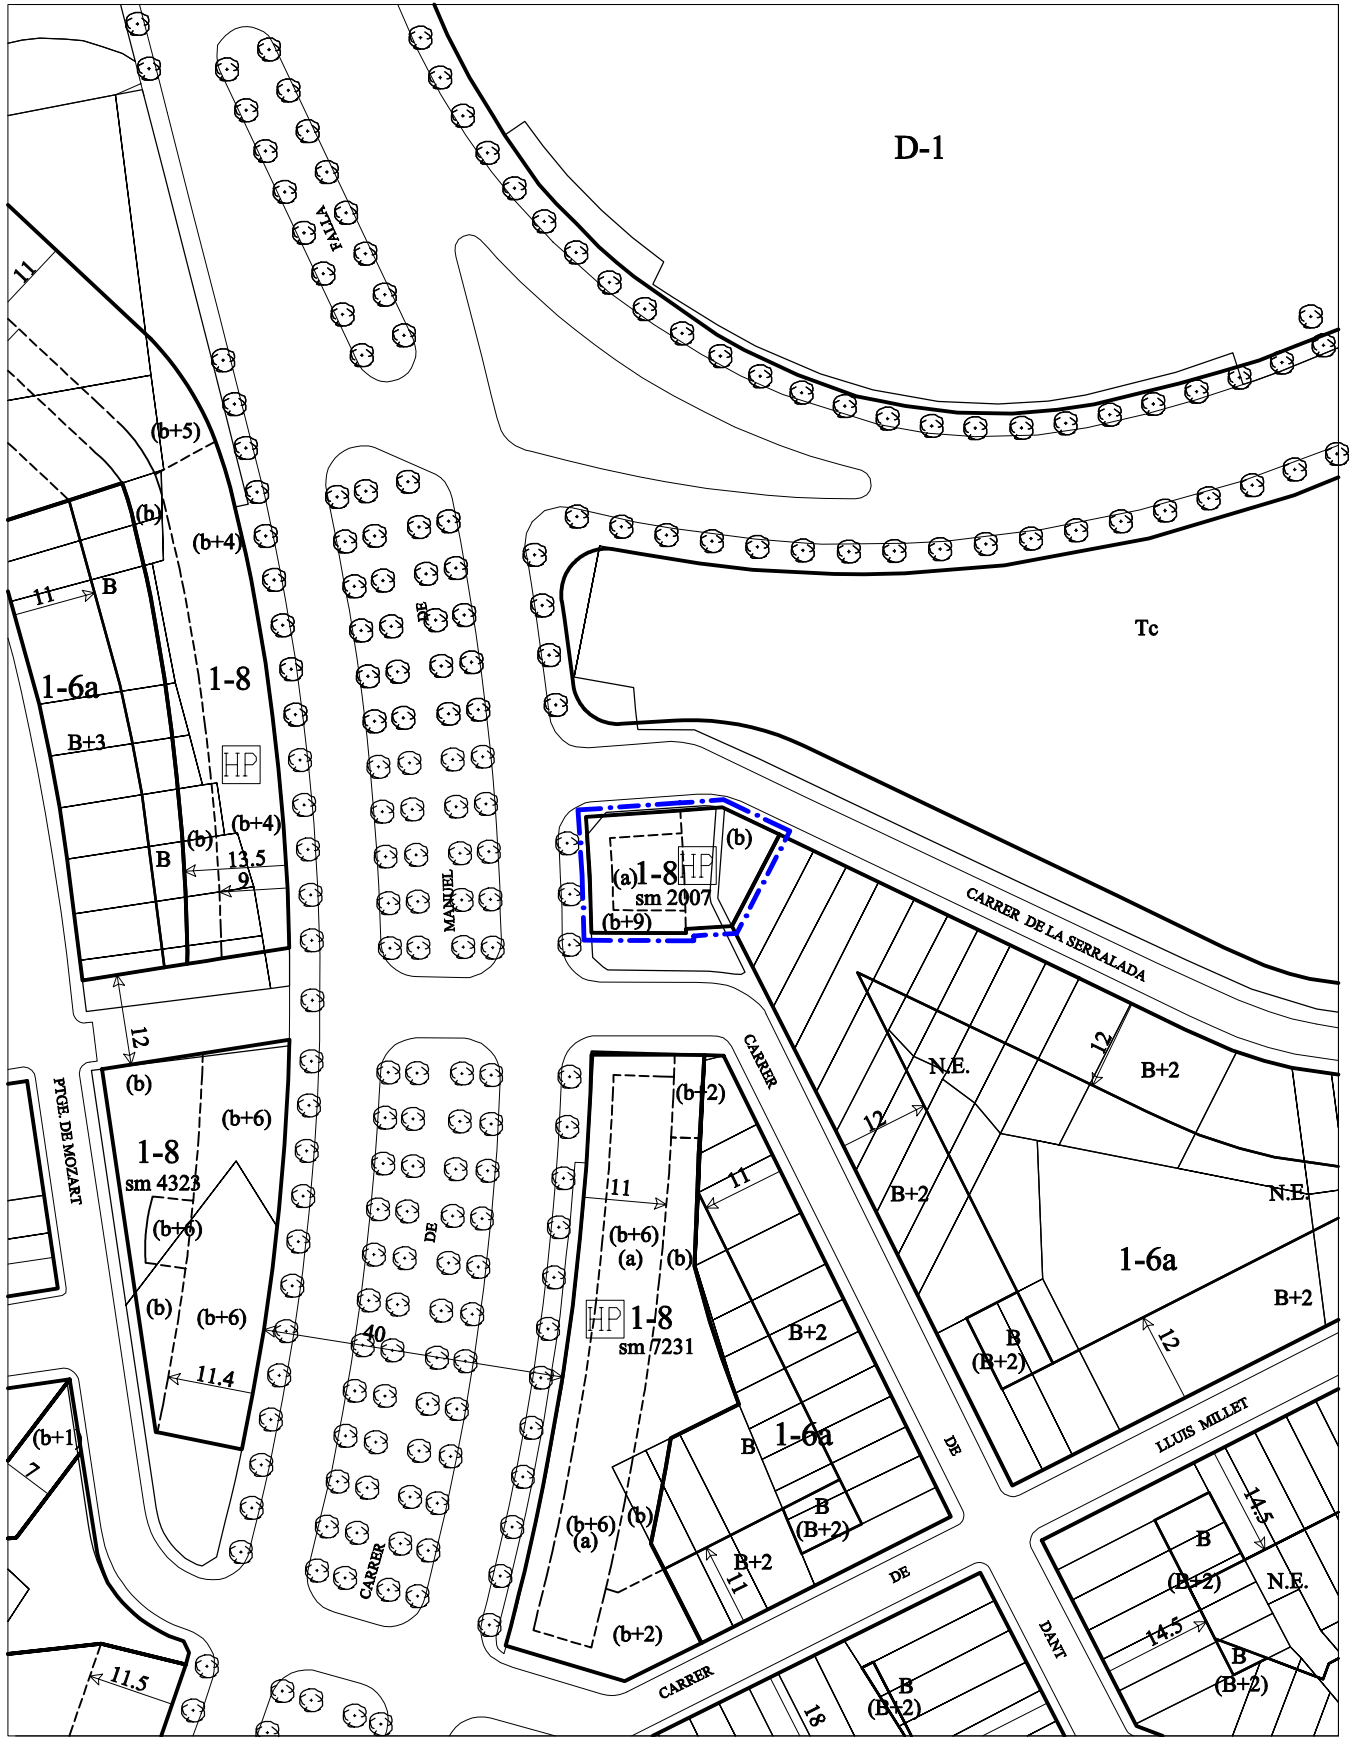 D-1
FALLA
11
(b+5)
(b)
(b+4)
11
B
DE
Tc
1-6a
1-8
B+3
HP
(b+4)
(b)
B
13.5
9
MANUEL
(b)
HP
(a)
1-8
sm 2007
(b+9)
CARRER DE LA SERRALADA
12
CARRER
12
N.E.
B+2
PTGE. DE MOZART
(b)
(b+6)
(b+2)
12
1-8
sm 4323
11
11
B+2
N.E.
(b+6)
DE
(b+6)
(a)
(b)
1-6a
(b)
(b+6)
HP
1-8
sm 7231
B+2
B+2
40
B
(B+2)
12
11.4
(b+1
7
B
1-6a
DE
LLUIS MILLET
(b+6)
(a)
(b)
B
(B+2)
14.5
B
(B+2)
N.E.
CARRER
B+2
11
DE
(b+2)
14.5
DANT
B
(B+2)
11.5
CARRER
18
B
(B+2)